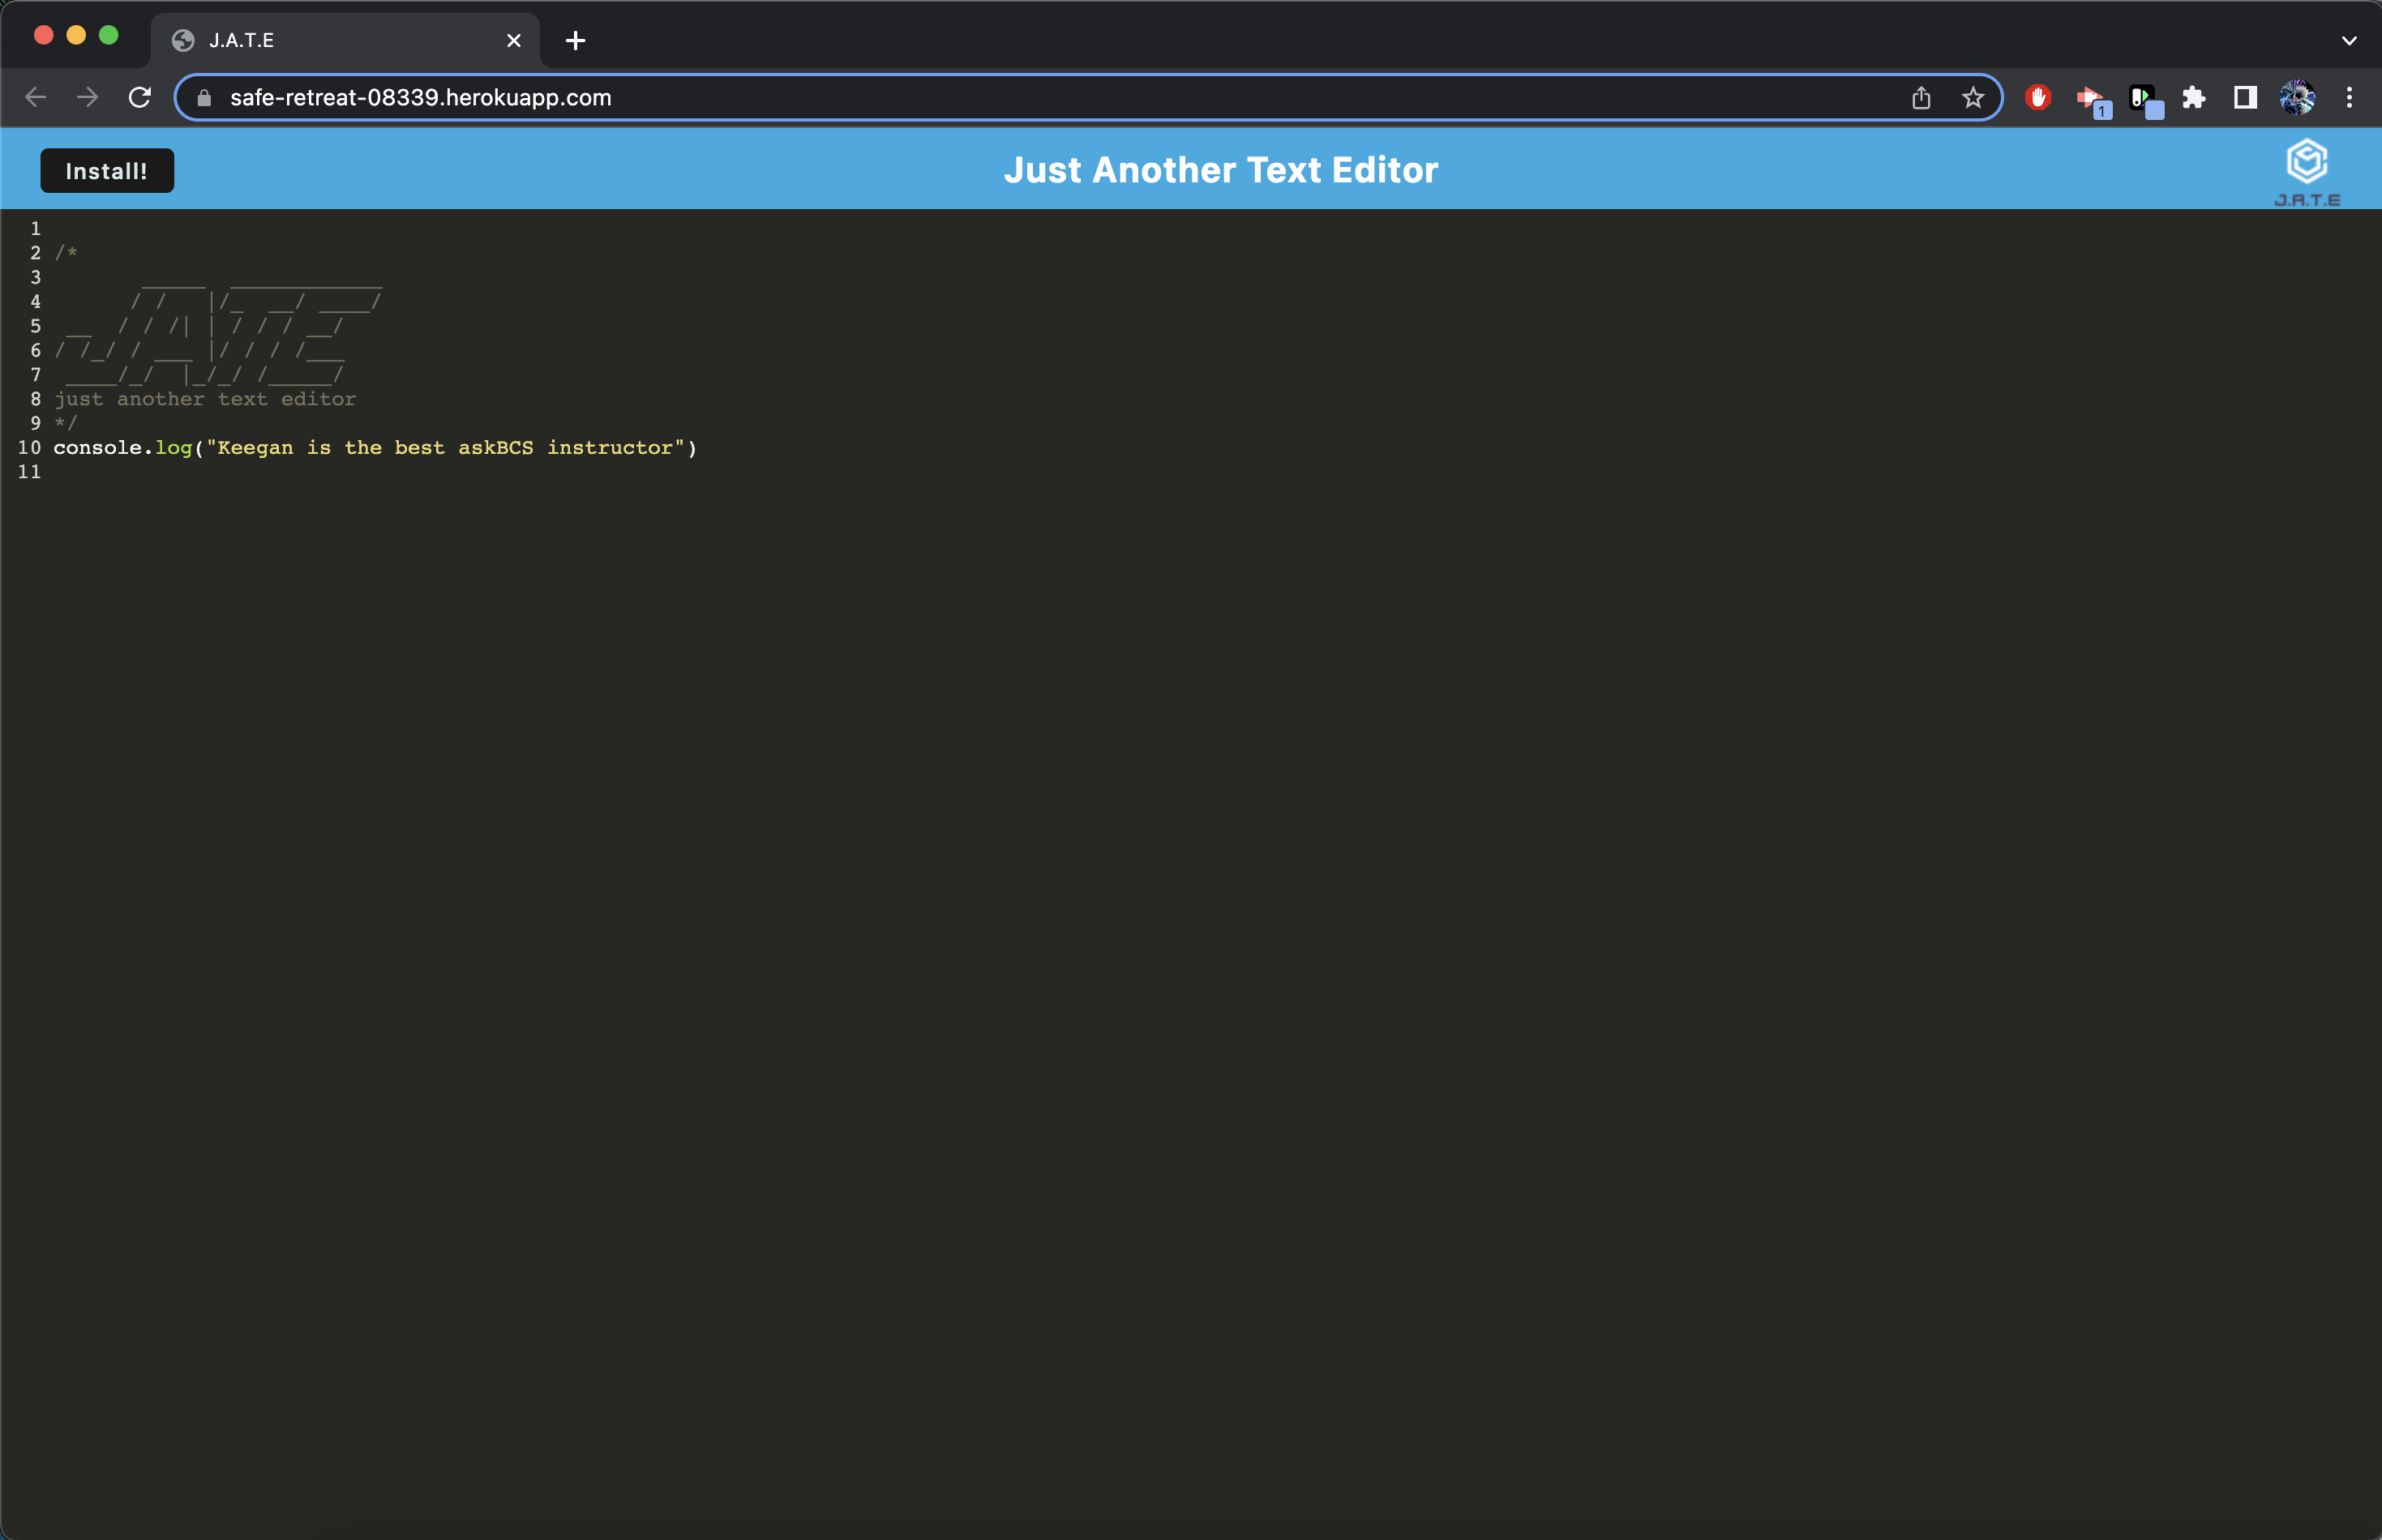 J.A.T.E
safe-retreat-08339.herokuapp.com
1
Install!
Just Another Text Editor
J.A.T.E
1
2 /*
3      _____  ____________
4       / /   |/_  __/ ____/
5  __  / / /| | / / / __/
6 / /_/ / ___ |/ / / /___
7  ____/_/  |_/_/ /_____/
8 just another text editor
9 */
10 console.log("Keegan is the best askBCS instructor")
11